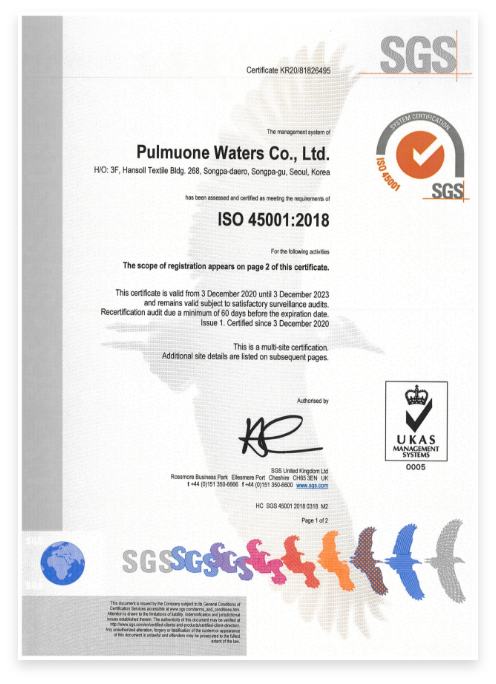 SGS
Certificate KR20/81826495
The management system of
Pulmuone Waters Co., Ltd.
H/O: 3F, Hansoll Textile Bldg. 268, Songpa-daero, Songpa-gu, Seoul, Korea
has been assessed and certified as meeting the requirements of
ISO 45001:2018
For the following activities
The scope of registration appears on page 2 of this certificate.
This certificate is valid from 3 December 2020 until 3 December 2023
and remains valid subject to satisfactory surveillance audits.
Recertification audit due a minimum of 60 days before the expiration date.
Issue 1. Certified since 3 December 2020
This is a multi-site certification.
Additional site details are listed on subsequent pages.
SYSTEM CERTIFICATION
ISO 45001
SGS
Authorised by
SGS United Kingdom Ltd
Rossmore Business Park Ellesmere Port Cheshire CH65 3EN UK
t +44 (0)151 350-6666 f +44 (0)151 350-6600 www.sgs.com
HC SGS 45001 2018 0318 M2
Page 1 of 2
UKAS
MANAGEMENT
SYSTEMS
0005
SGS
SGS
SGSSGSSGS
This document is issued by the Company subject to its General Conditions of
Certification Services accessible at www.sgs.com/terms_and_conditions.htm.
Attention is drawn to the limitations of liability, indemnification and jurisdictional
issues established therein. The authenticity of this document may be verified at
http://www.sgs.com/en/certified-clients-and-products/certified-client-directory.
Any unauthorized alteration, forgery or falsification of the content or appearance
of this document is unlawful and offenders may be prosecuted to the fullest
extent of the law.